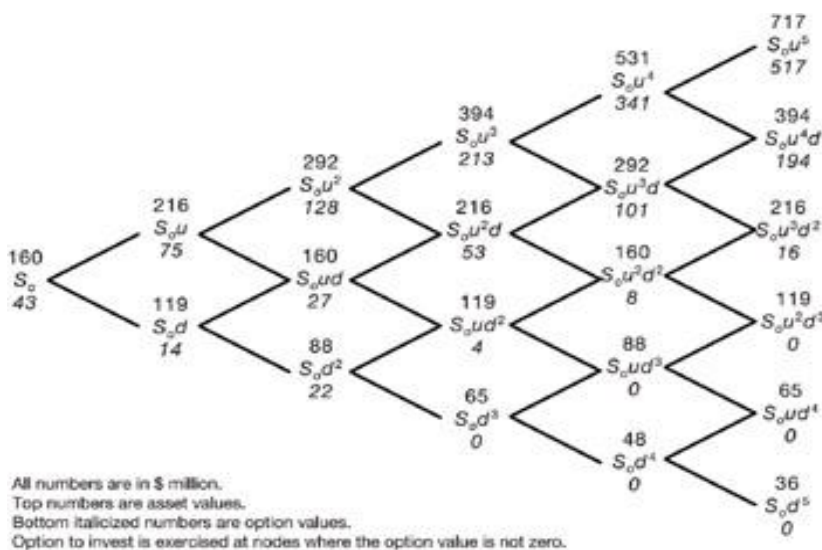 160
S₀
43
216
S₀u
75
119
S₀d
14
292
S₀u²
128
160
S₀ud
27
88
S₀d²
22
394
S₀u³
213
216
S₀u²d
53
119
S₀ud²
4
65
S₀d³
0
531
S₀u⁴
341
292
S₀u³d
101
160
S₀u²d²
8
88
S₀ud³
0
48
S₀d⁴
0
717
S₀u⁵
517
394
S₀u⁴d
194
216
S₀u³d²
16
119
S₀u²d³
0
65
S₀ud⁴
0
36
S₀d⁵
0
All numbers are in $ million.
Top numbers are asset values.
Bottom italicized numbers are option values.
Option to invest is exercised at nodes where the option value is not zero.